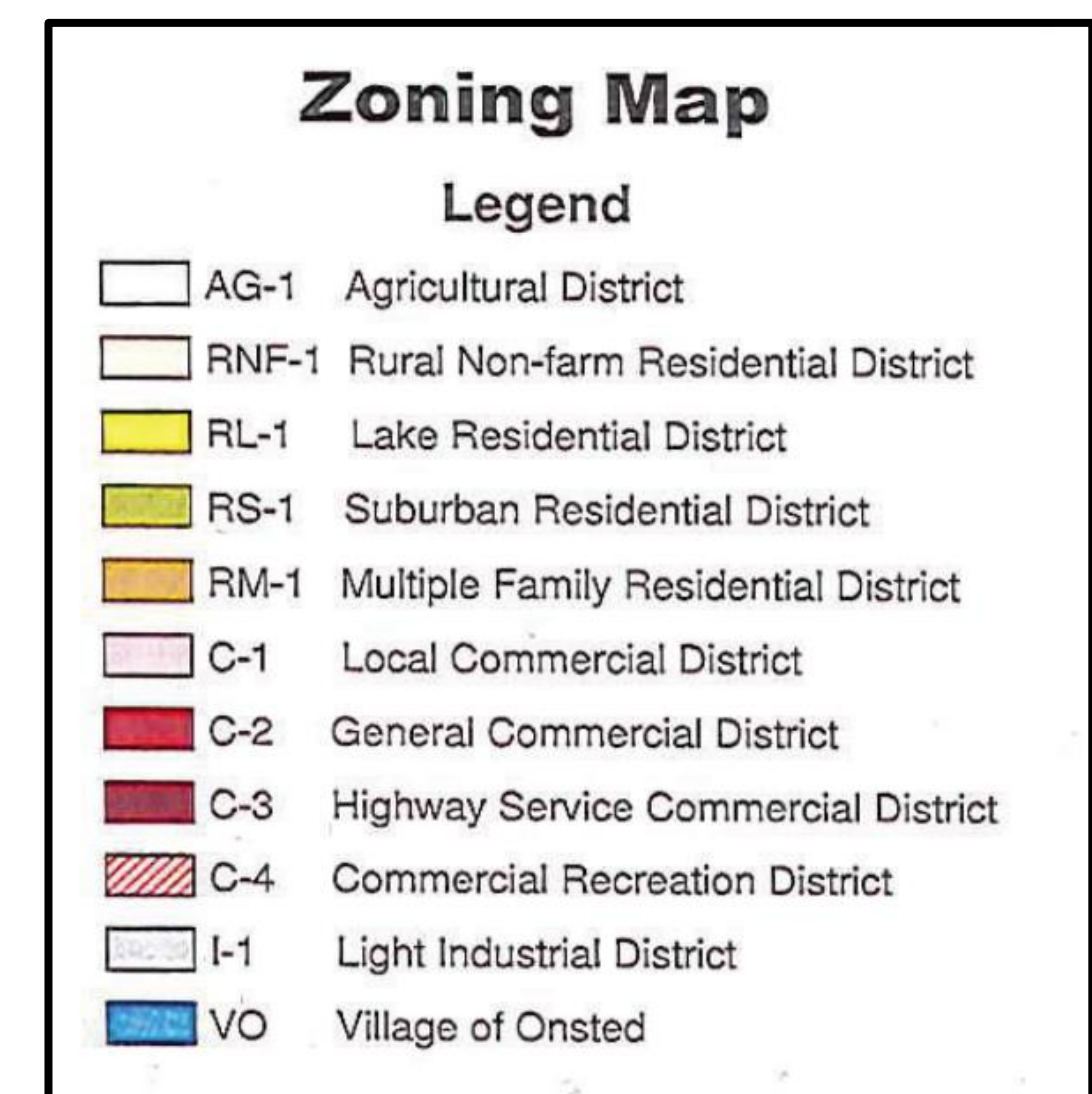 Zoning Map
Legend
AG-1 Agricultural District
RNF-1 Rural Non-farm Residential District
RL-1 Lake Residential District
RS-1 Suburban Residential District
RM-1 Multiple Family Residential District
C-1 Local Commercial District
C-2 General Commercial District
C-3 Highway Service Commercial District
C-4 Commercial Recreation District
I-1 Light Industrial District
VO Village of Onsted